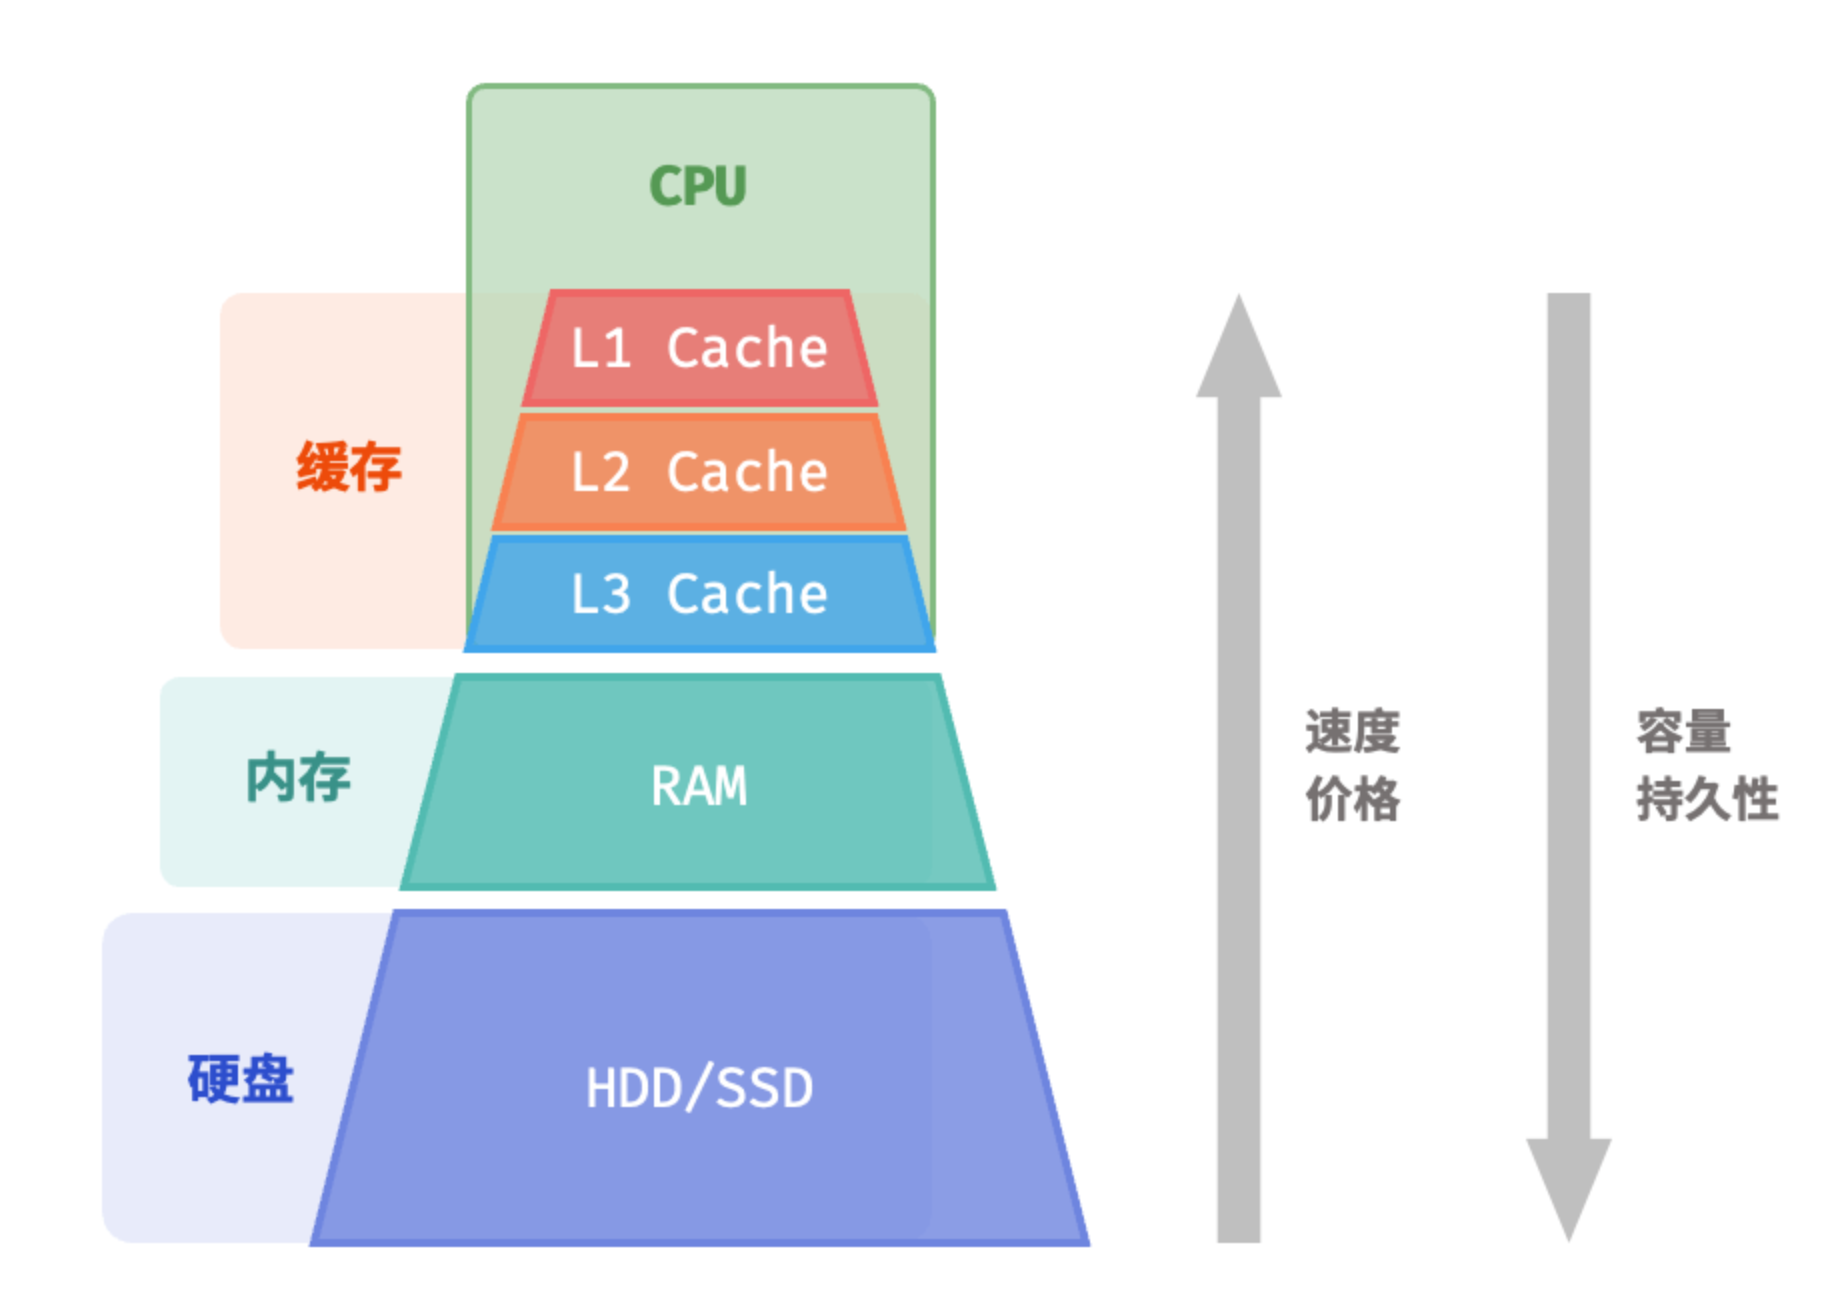 CPU
缓存
L1 Cache
L2 Cache
L3 Cache
内存
RAM
硬盘
HDD/SSD
速度
价格
容量
持久性